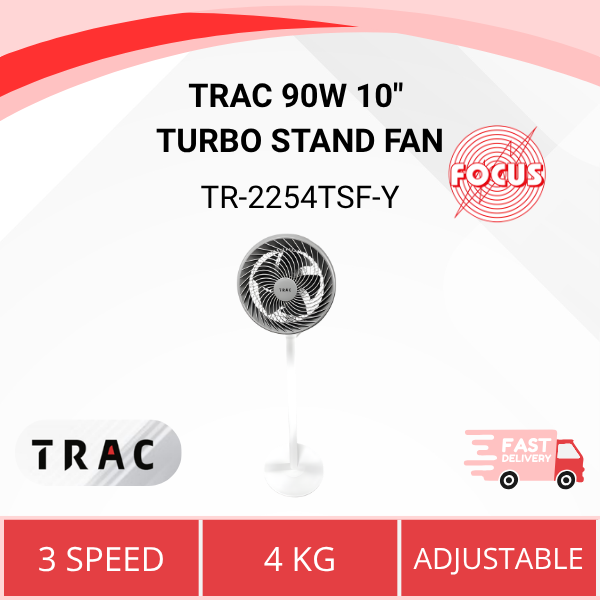 TRAC 90W 10"
TURBO STAND FAN
FOCUS
TR-2254TSF-Y
TRAC
TRAC
FAST
DELIVERY
3 SPEED
4 KG
ADJUSTABLE